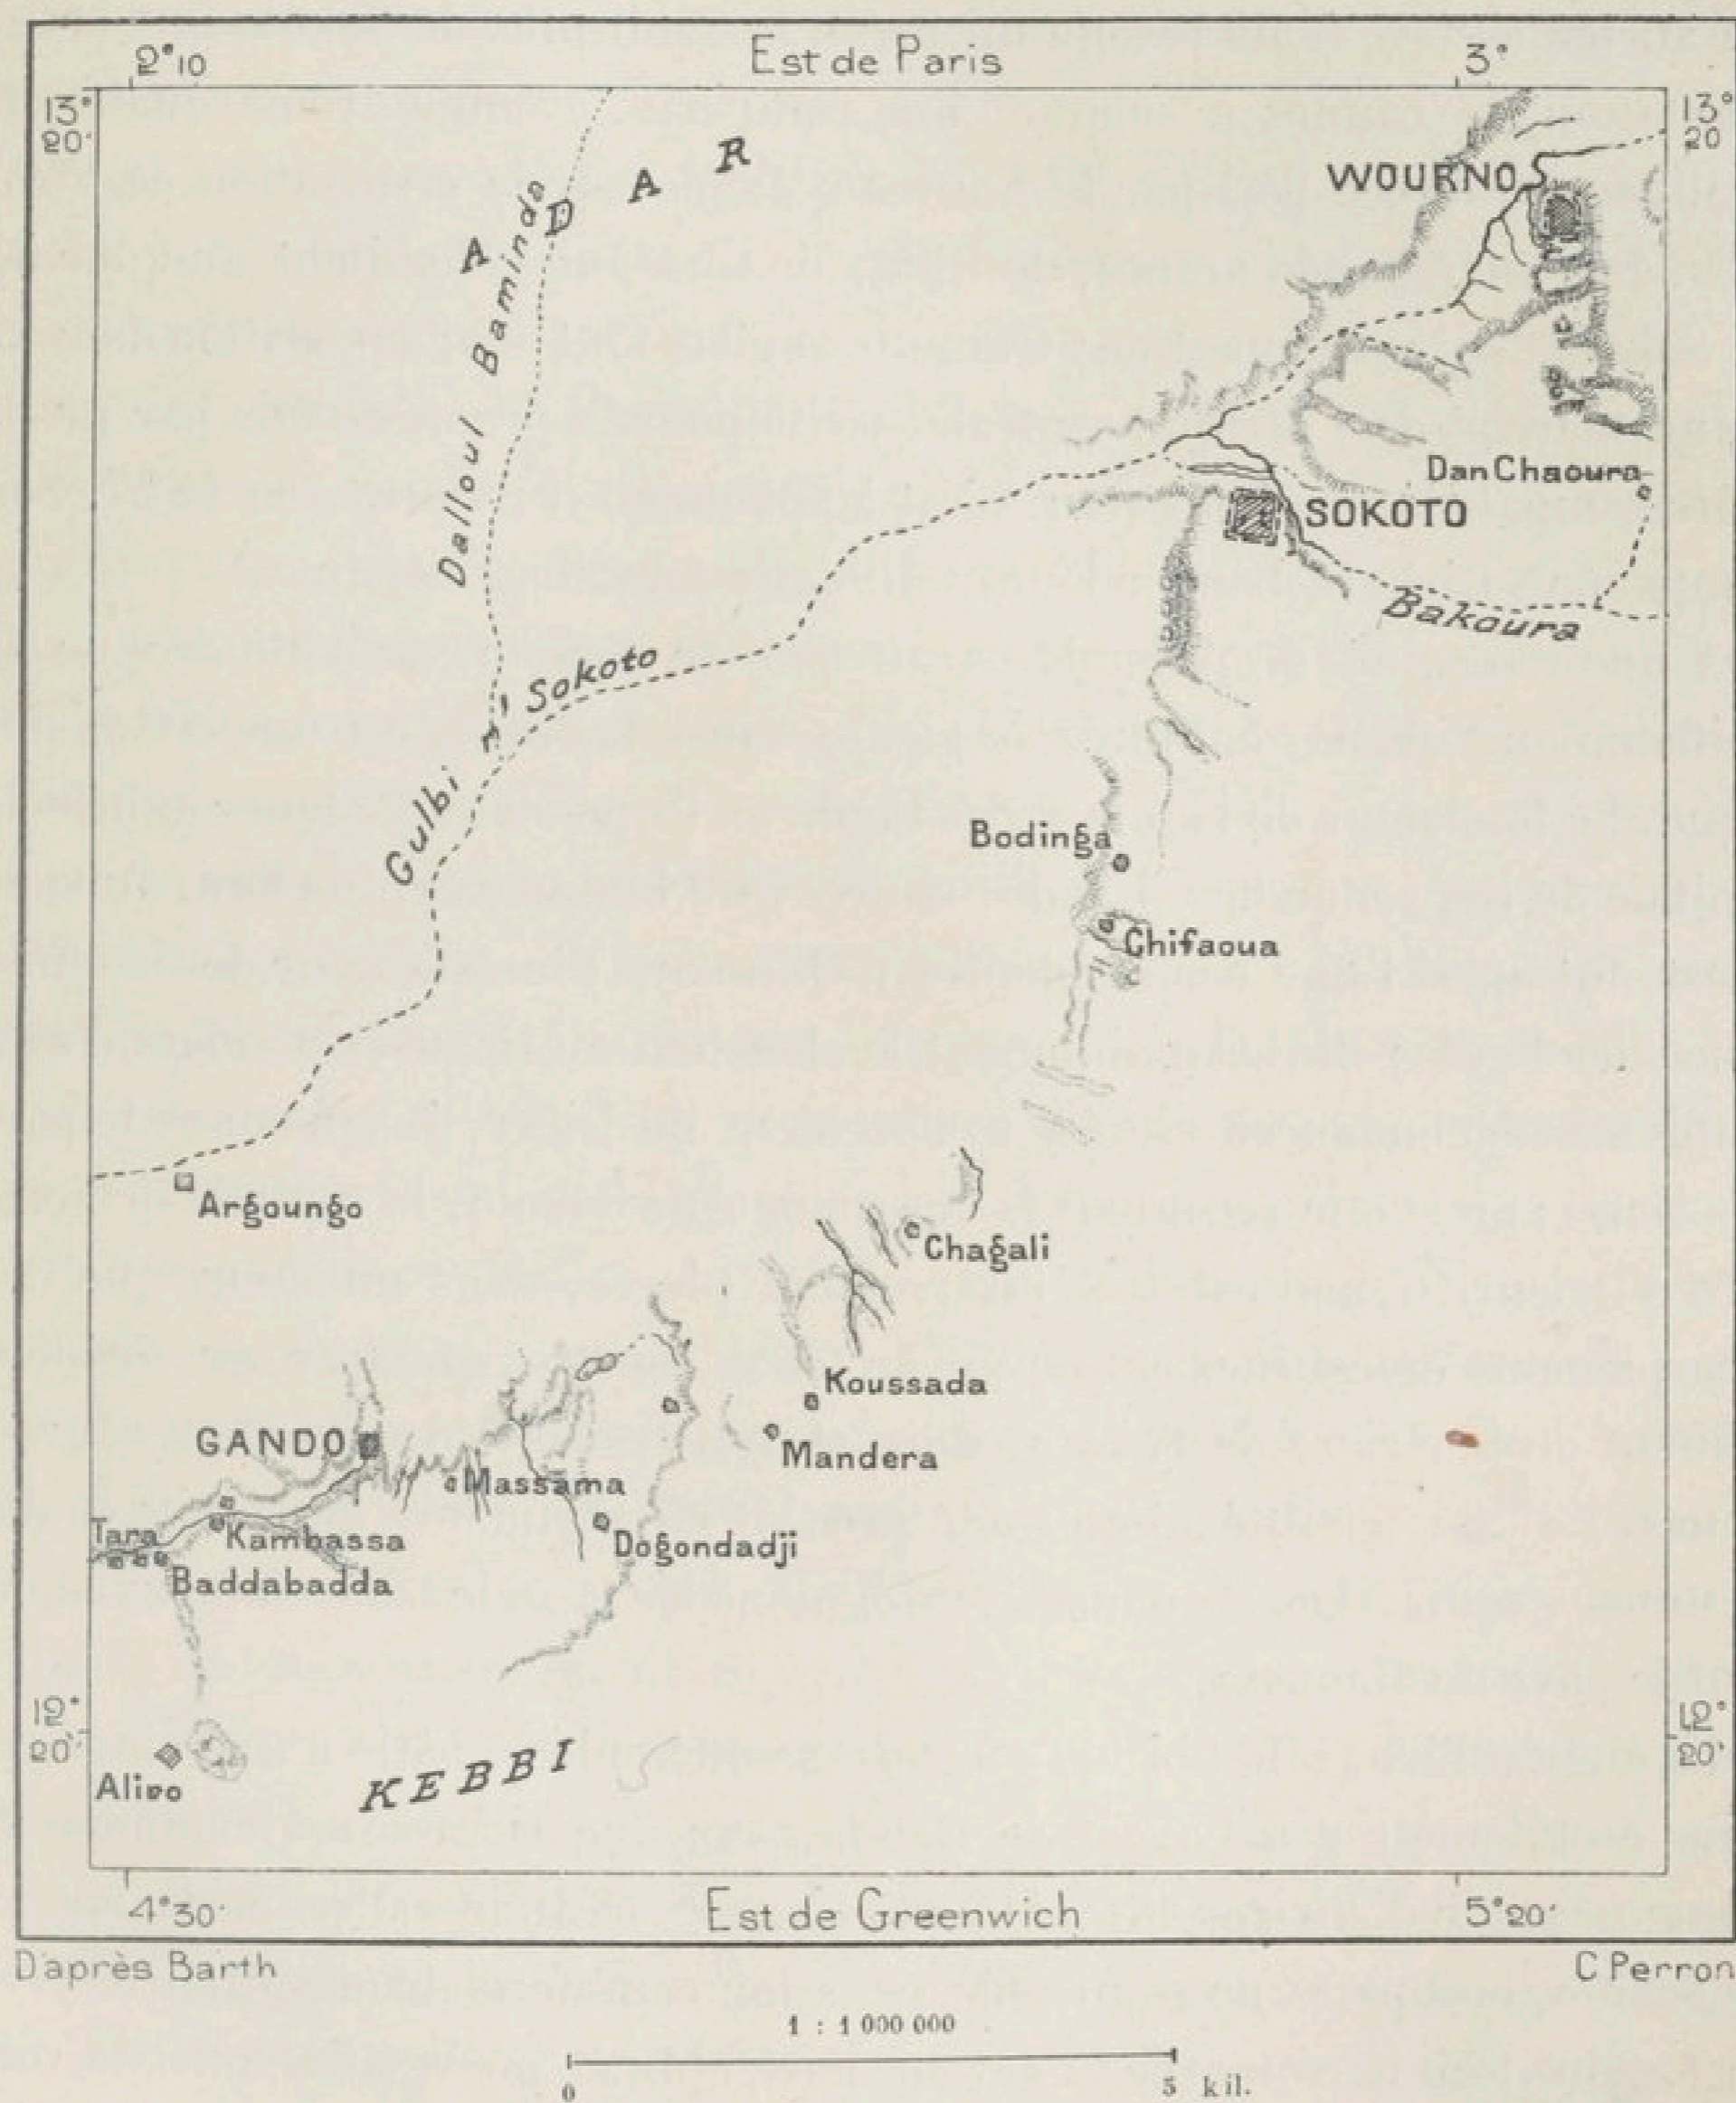 2°10
Est de Paris
3°
13°
20'
13°
20
A D A R
WOURNO
Dalloul Baminda
Dan Chaoura
SOKOTO
Bakoura
Gulbi Sokoto
Bodinga
Chifaoua
Argoungo
Chagali
Koussada
GANDO
Mandera
Massama
Tara
Kambassa
Dogondadji
Baddabadda
12°
20'
12°
20'
KEBBI
4°30'
Est de Greenwich
5°20'
D'après Barth
C Perron
1 : 1 000 000
0
5 kil.